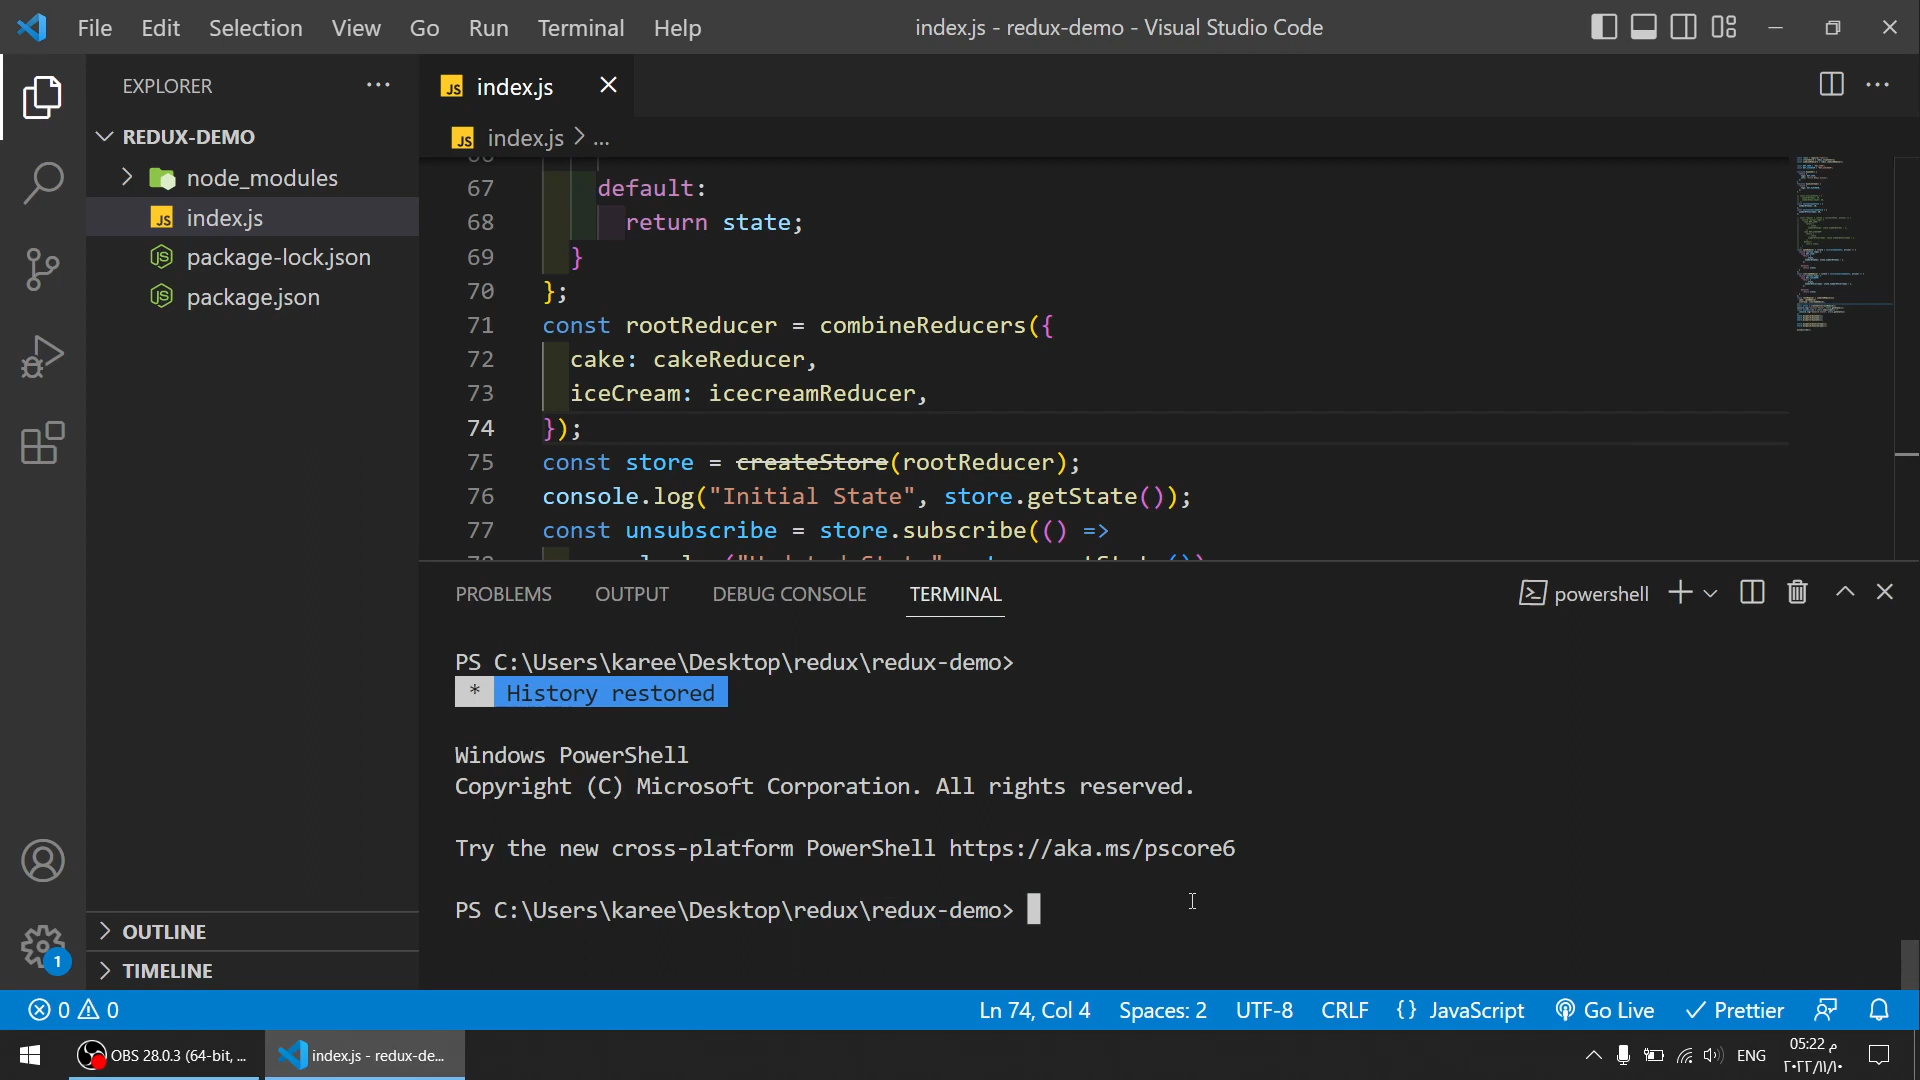 File Edit Selection View Go Run Terminal Help
index.js - redux-demo - Visual Studio Code
EXPLORER
REDUX-DEMO
node_modules
JS index.js
package-lock.json
package.json
OUTLINE
TIMELINE
JS index.js
JS index.js > ...
67 default:
68 return state;
69 }
70 };
71 const rootReducer = combineReducers({
72 cake: cakeReducer,
73 iceCream: icecreamReducer,
74 });
75 const store = createStore(rootReducer);
76 console.log("Initial State", store.getState());
77 const unsubscribe = store.subscribe(() =>
PROBLEMS OUTPUT DEBUG CONSOLE TERMINAL
powershell
PS C:\Users\karee\Desktop\redux\redux-demo>
* History restored
Windows PowerShell
Copyright (C) Microsoft Corporation. All rights reserved.
Try the new cross-platform PowerShell https://aka.ms/pscore6
PS C:\Users\karee\Desktop\redux\redux-demo>
1
0 0
Ln 74, Col 4 Spaces: 2 UTF-8 CRLF {} JavaScript Go Live Prettier
OBS 28.0.3 (64-bit, ...
index.js - redux-de...
ENG
05:22 م
٢٠٢٢/١١/١٠